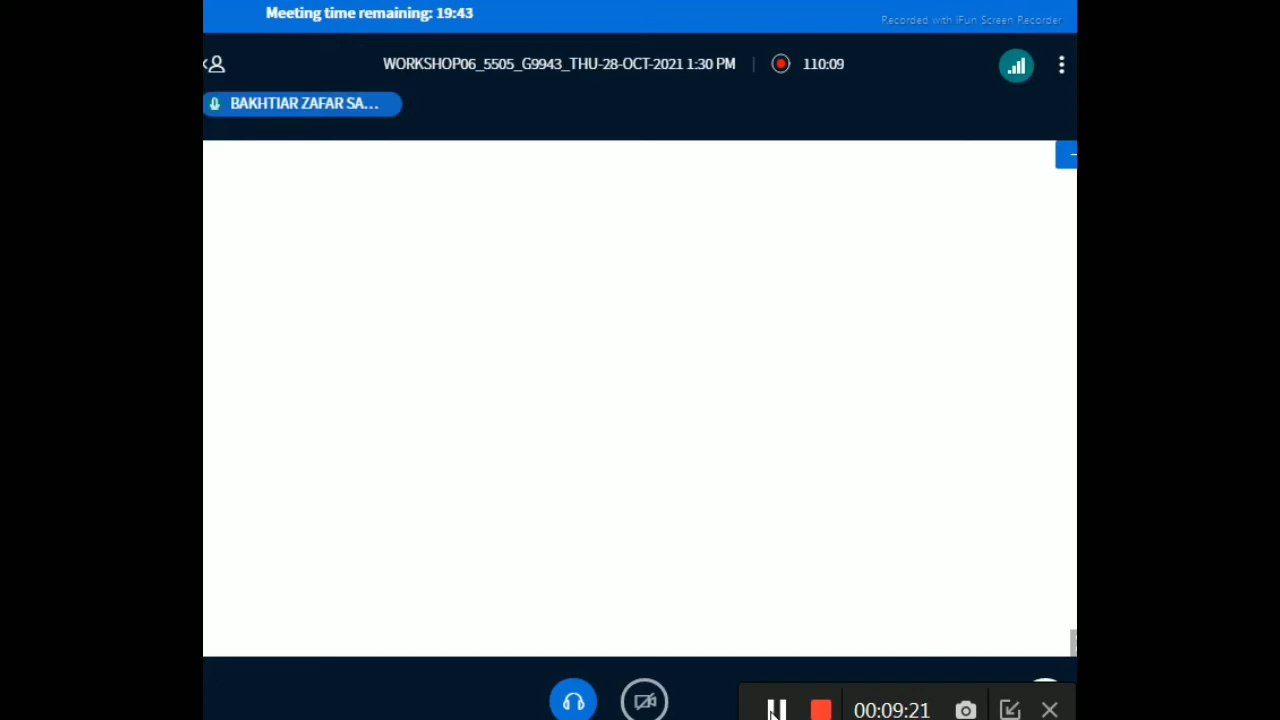 Meeting time remaining: 19:43
Recorded with iFun Screen Recorder
WORKSHOP06_5505_G9943_THU-28-OCT-2021 1:30 PM
110:09
BAKHTIAR ZAFAR SA...
00:09:21